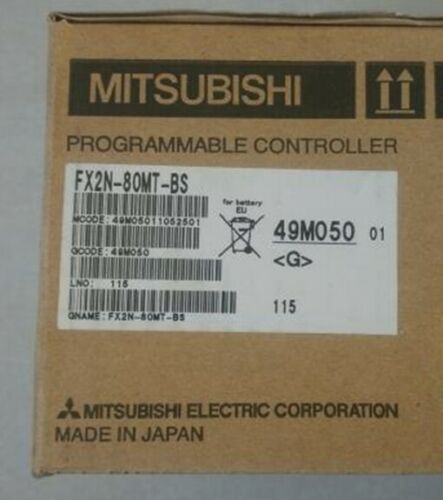 MITSUBISHI
PROGRAMMABLE CONTROLLER
FX2N-80MT-BS
MCODE: 49M05011052501
for battery
EU
49M050 01
GCODE: 49M050
<G>
LNO: 115
115
GNAME: FX2N-80MT-BS
MITSUBISHI ELECTRIC CORPORATION
MADE IN JAPAN